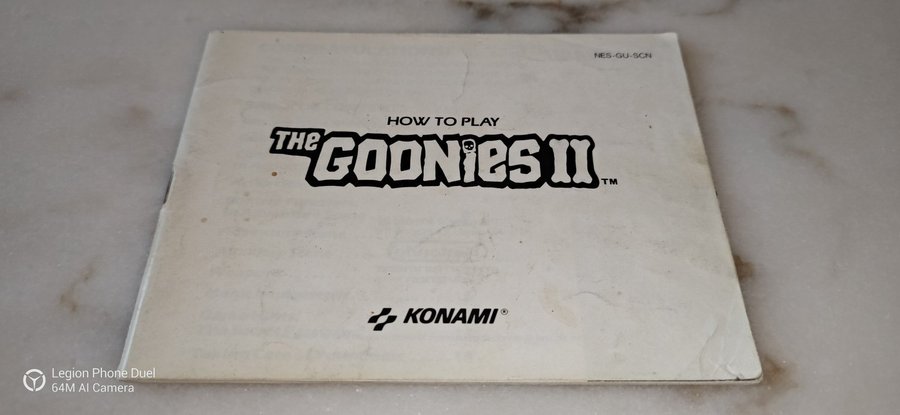 NES-GU-SCN
HOW TO PLAY
THE GOONIES II ™
KONAMI®
Legion Phone Duel
64M AI Camera